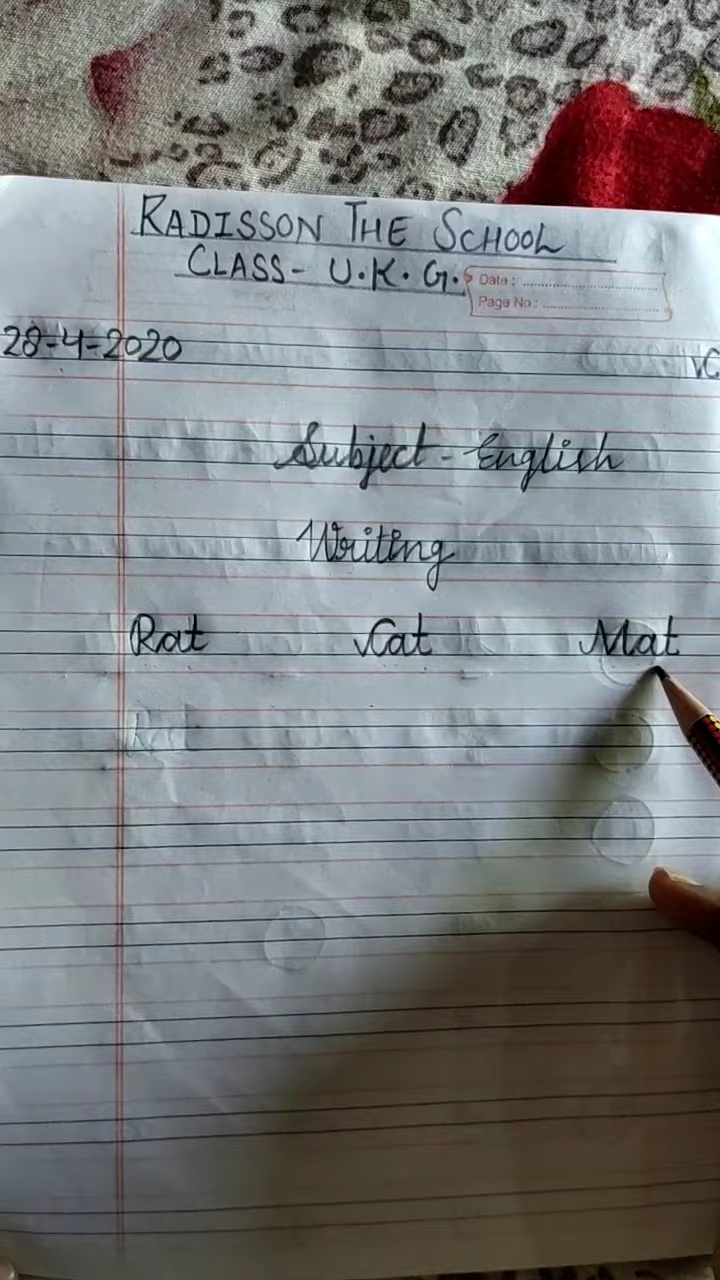 RADISSON THE SCHOOL
CLASS- U.K.G.
Date : ........................
Page No : ........................
28-4-2020
Subject - English
Writing
Rat Cat Mat